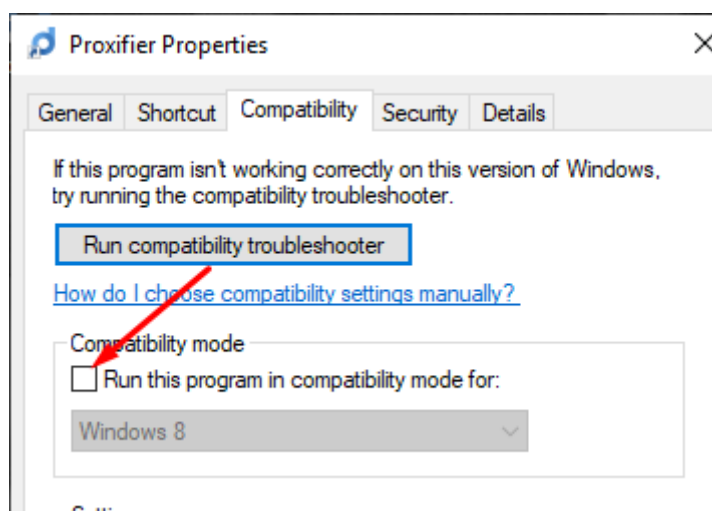 Proxifier Properties
General Shortcut Compatibility Security Details
If this program isn't working correctly on this version of Windows,
try running the compatibility troubleshooter.
Run compatibility troubleshooter
How do I choose compatibility settings manually?
Compatibility mode
Run this program in compatibility mode for:
Windows 8